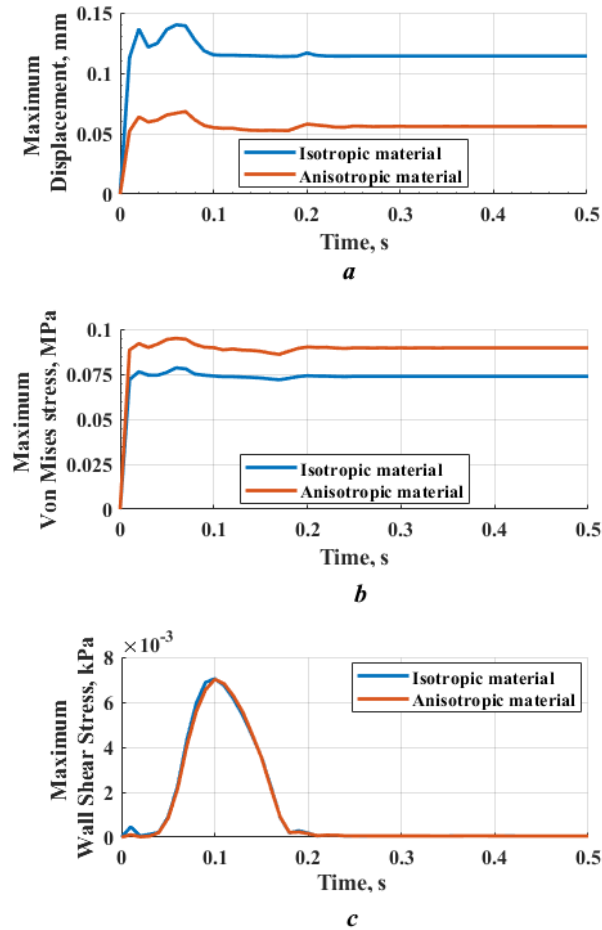 0.15
0.1
0.05
0
Maximum
Displacement, mm
Isotropic material
Anisotropic material
0 0.1 0.2 0.3 0.4 0.5
Time, s
a
0.1
0.075
0.025
0.05
0
Maximum
Von Mises stress, MPa
Isotropic material
Anisotropic material
0 0.1 0.2 0.3 0.4 0.5
Time, s
b
×10⁻³
8
6
4
2
0
Maximum
Wall Shear Stress, kPa
Isotropic material
Anisotropic material
0 0.1 0.2 0.3 0.4 0.5
Time, s
c